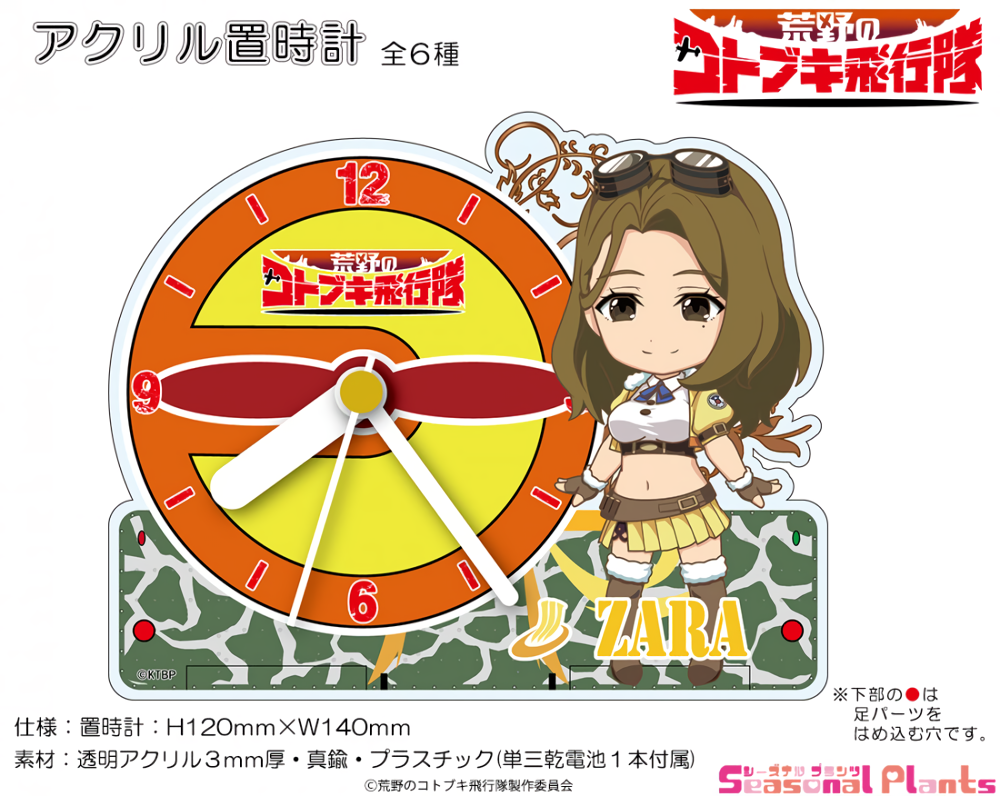 アクリル置時計 全6種
荒野の
コトブキ飛行隊
12
荒野の
コトブキ飛行隊
9
6
ZARA
©KTBP
※下部の●は
足パーツを
はめ込む穴です。
仕様：置時計：H120mm×W140mm
素材：透明アクリル3mm厚・真鍮・プラスチック(単三乾電池1本付属)
©荒野のコトブキ飛行隊製作委員会
シーズナル プランツ
Seasonal Plants